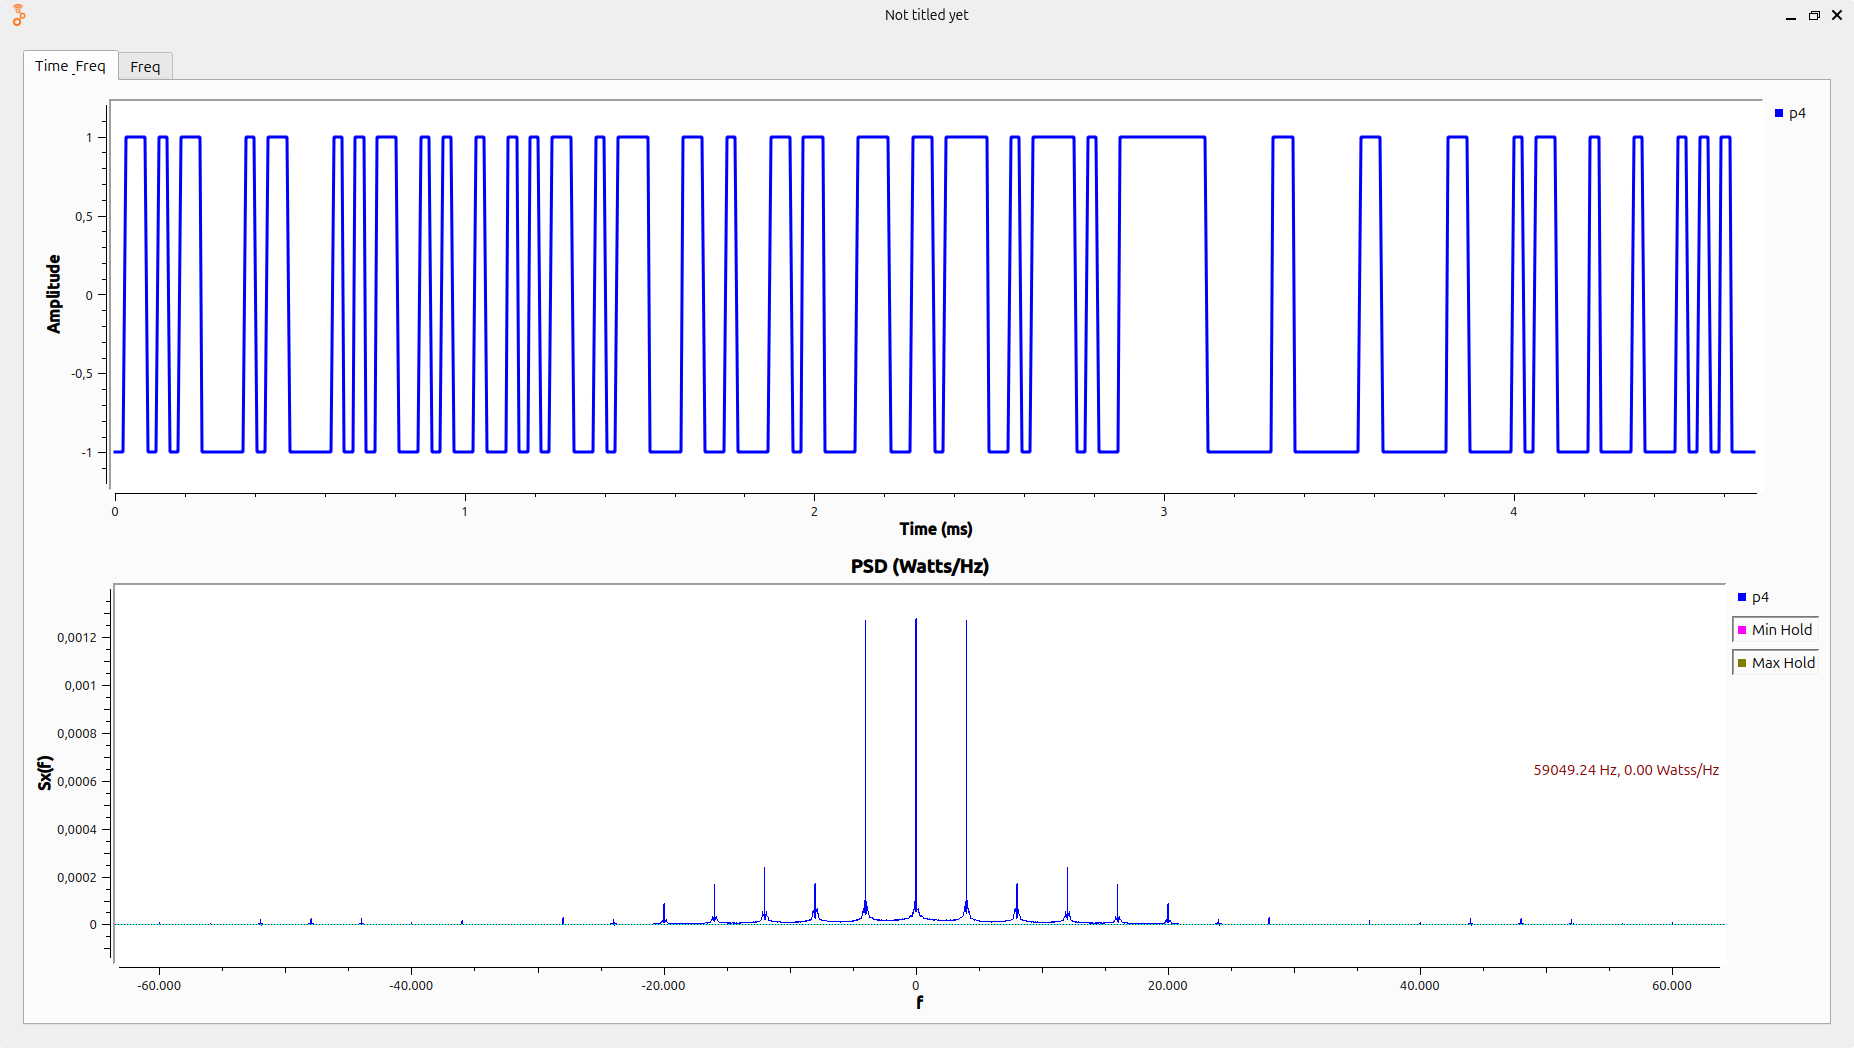 Not titled yet
Time_Freq
Freq
1
0,5
0
-0,5
-1
Amplitude
p4
0 1 2 3 4
Time (ms)
PSD (Watts/Hz)
0,0012
0,001
0,0008
0,0006
0,0004
0,0002
0
Sx(f)
p4
Min Hold
Max Hold
59049.24 Hz, 0.00 Watss/Hz
-60.000 -40.000 -20.000 0 20.000 40.000 60.000
f